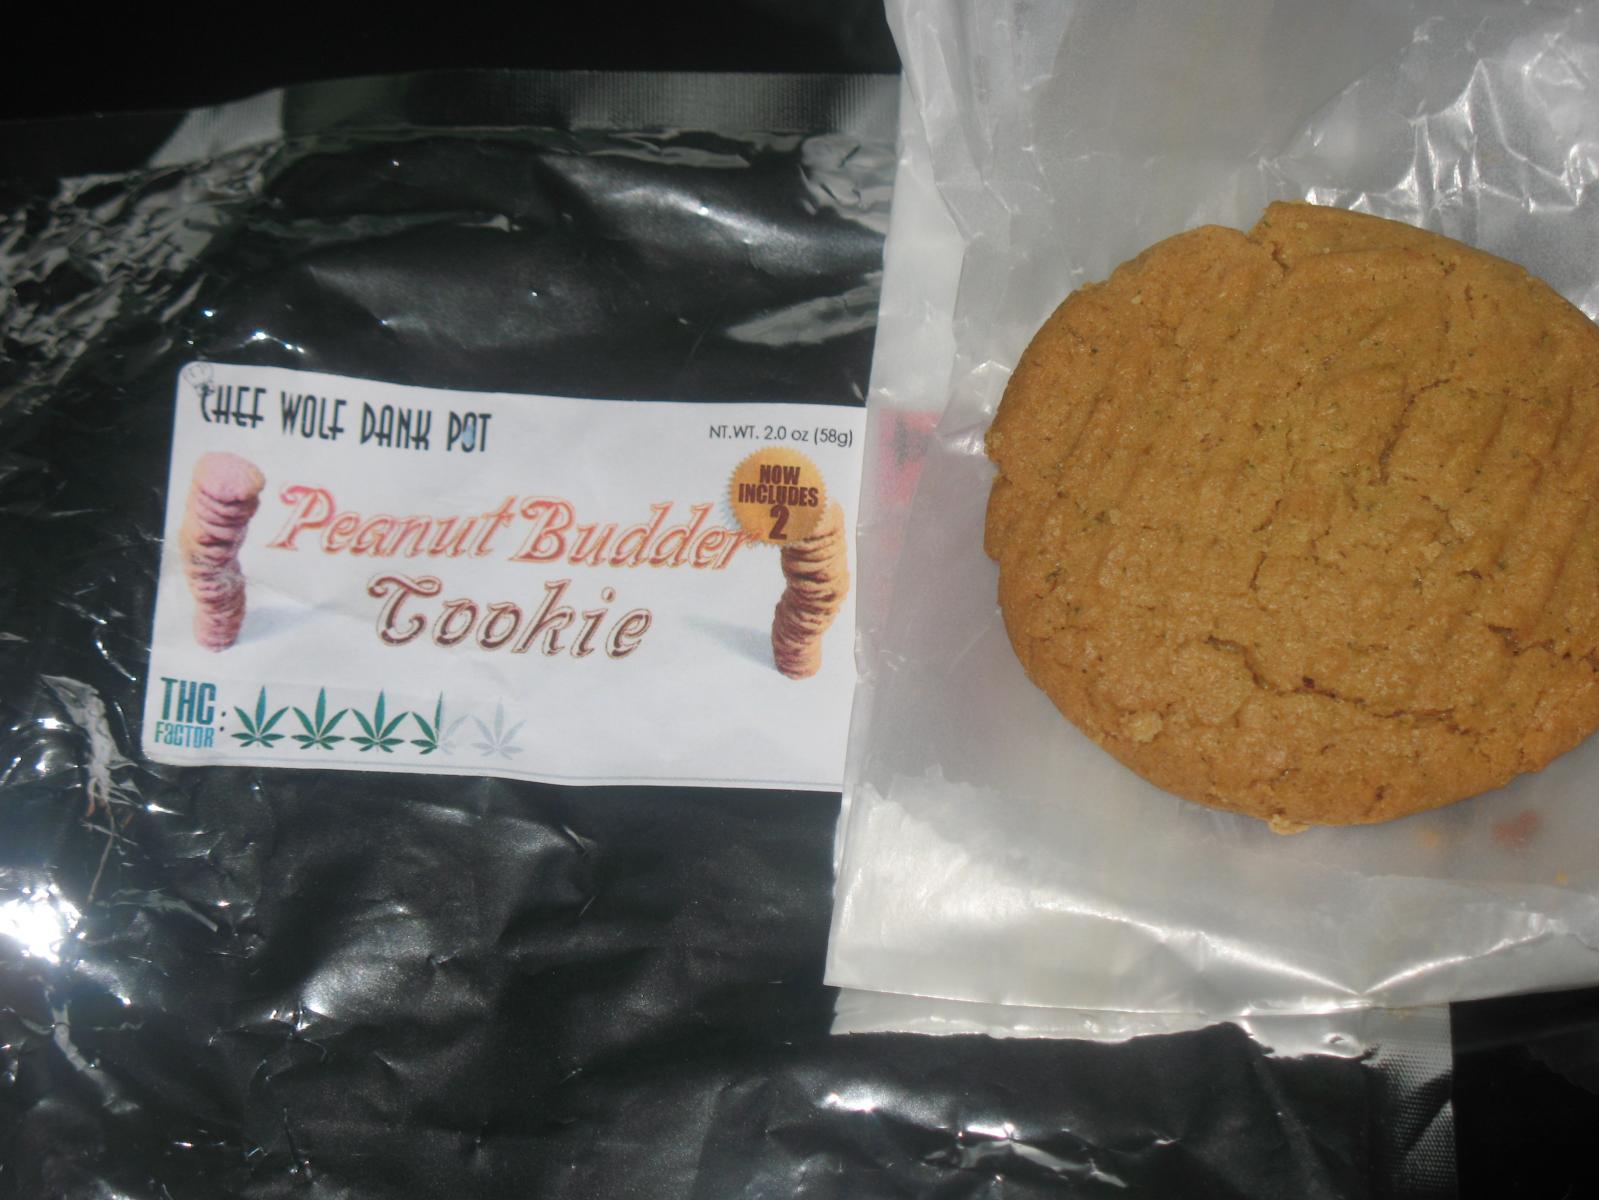 CHEF WOLF DANK POT
NT.WT. 2.0 oz (58g)
NOW
INCLUDES
2
Peanut Budder
Cookie
THC
FACTOR: